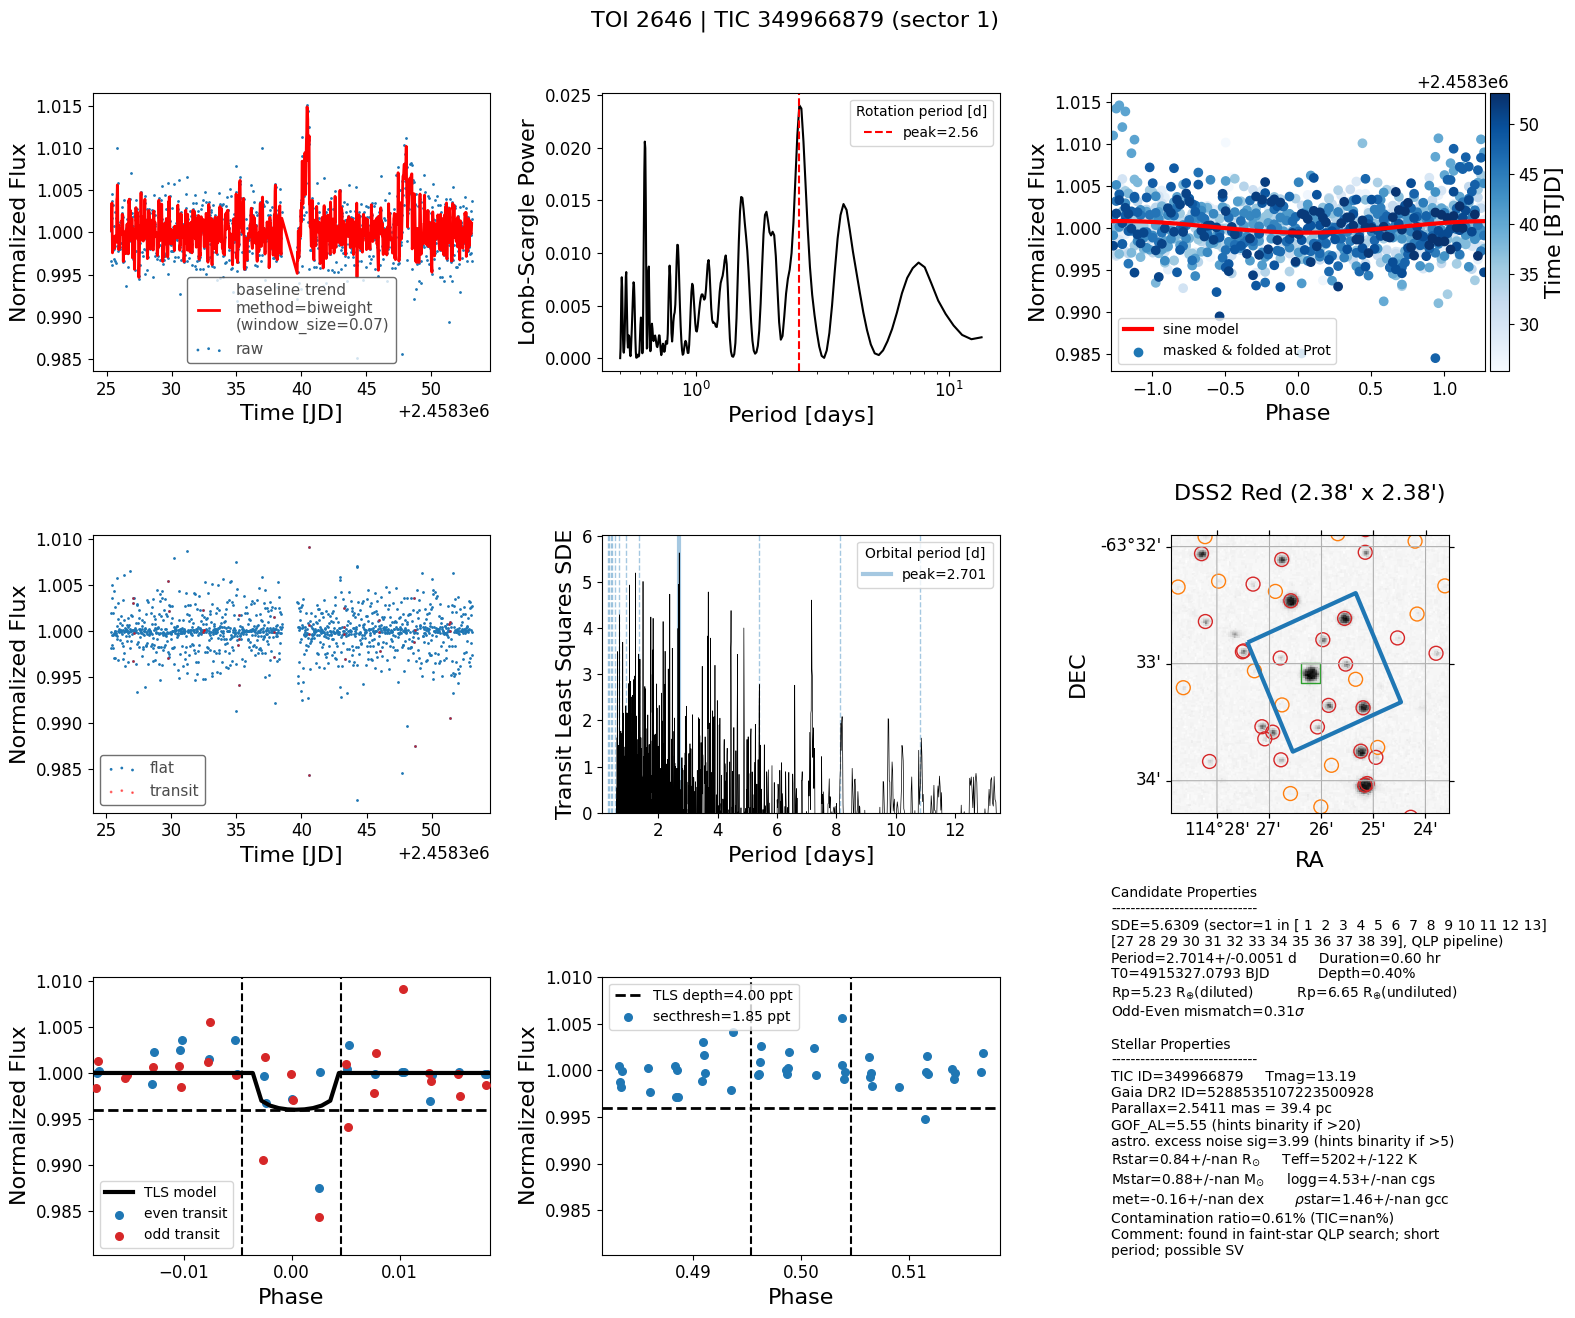 TOI 2646 | TIC 349966879 (sector 1)
Normalized Flux
1.015
1.010
1.005
1.000
0.995
0.990
0.985
baseline trend
method=biweight
(window_size=0.07)
raw
25 30 35 40 45 50
Time [JD]
+2.4583e6
Lomb-Scargle Power
0.025
0.020
0.015
0.010
0.005
0.000
Rotation period [d]
peak=2.56
10^0 10^1
Period [days]
Normalized Flux
1.015
1.010
1.005
1.000
0.995
0.990
0.985
sine model
masked & folded at Prot
−1.0 −0.5 0.0 0.5 1.0
Phase
+2.4583e6
50
45
40
35
30
Time [BTJD]
Normalized Flux
1.010
1.005
1.000
0.995
0.990
0.985
flat
transit
25 30 35 40 45 50
Time [JD]
+2.4583e6
Transit Least Squares SDE
6
5
4
3
2
1
0
Orbital period [d]
peak=2.701
2 4 6 8 10 12
Period [days]
DSS2 Red (2.38' x 2.38')
DEC
-63°32'
33'
34'
114°28' 27' 26' 25' 24'
RA
Normalized Flux
1.010
1.005
1.000
0.995
0.990
0.985
TLS model
even transit
odd transit
−0.01 0.00 0.01
Phase
Normalized Flux
1.010
1.005
1.000
0.995
0.990
0.985
TLS depth=4.00 ppt
secthresh=1.85 ppt
0.49 0.50 0.51
Phase
Candidate Properties
------------------------------
SDE=5.6309 (sector=1 in [ 1 2 3 4 5 6 7 8 9 10 11 12 13]
[27 28 29 30 31 32 33 34 35 36 37 38 39], QLP pipeline)
Period=2.7014+/-0.0051 d Duration=0.60 hr
T0=4915327.0793 BJD Depth=0.40%
Rp=5.23 R⊕(diluted) Rp=6.65 R⊕(undiluted)
Odd-Even mismatch=0.31σ
Stellar Properties
------------------------------
TIC ID=349966879 Tmag=13.19
Gaia DR2 ID=5288535107223500928
Parallax=2.5411 mas = 39.4 pc
GOF_AL=5.55 (hints binarity if >20)
astro. excess noise sig=3.99 (hints binarity if >5)
Rstar=0.84+/-nan R⊙ Teff=5202+/-122 K
Mstar=0.88+/-nan M⊙ logg=4.53+/-nan cgs
met=-0.16+/-nan dex ρstar=1.46+/-nan gcc
Contamination ratio=0.61% (TIC=nan%)
Comment: found in faint-star QLP search; short
period; possible SV